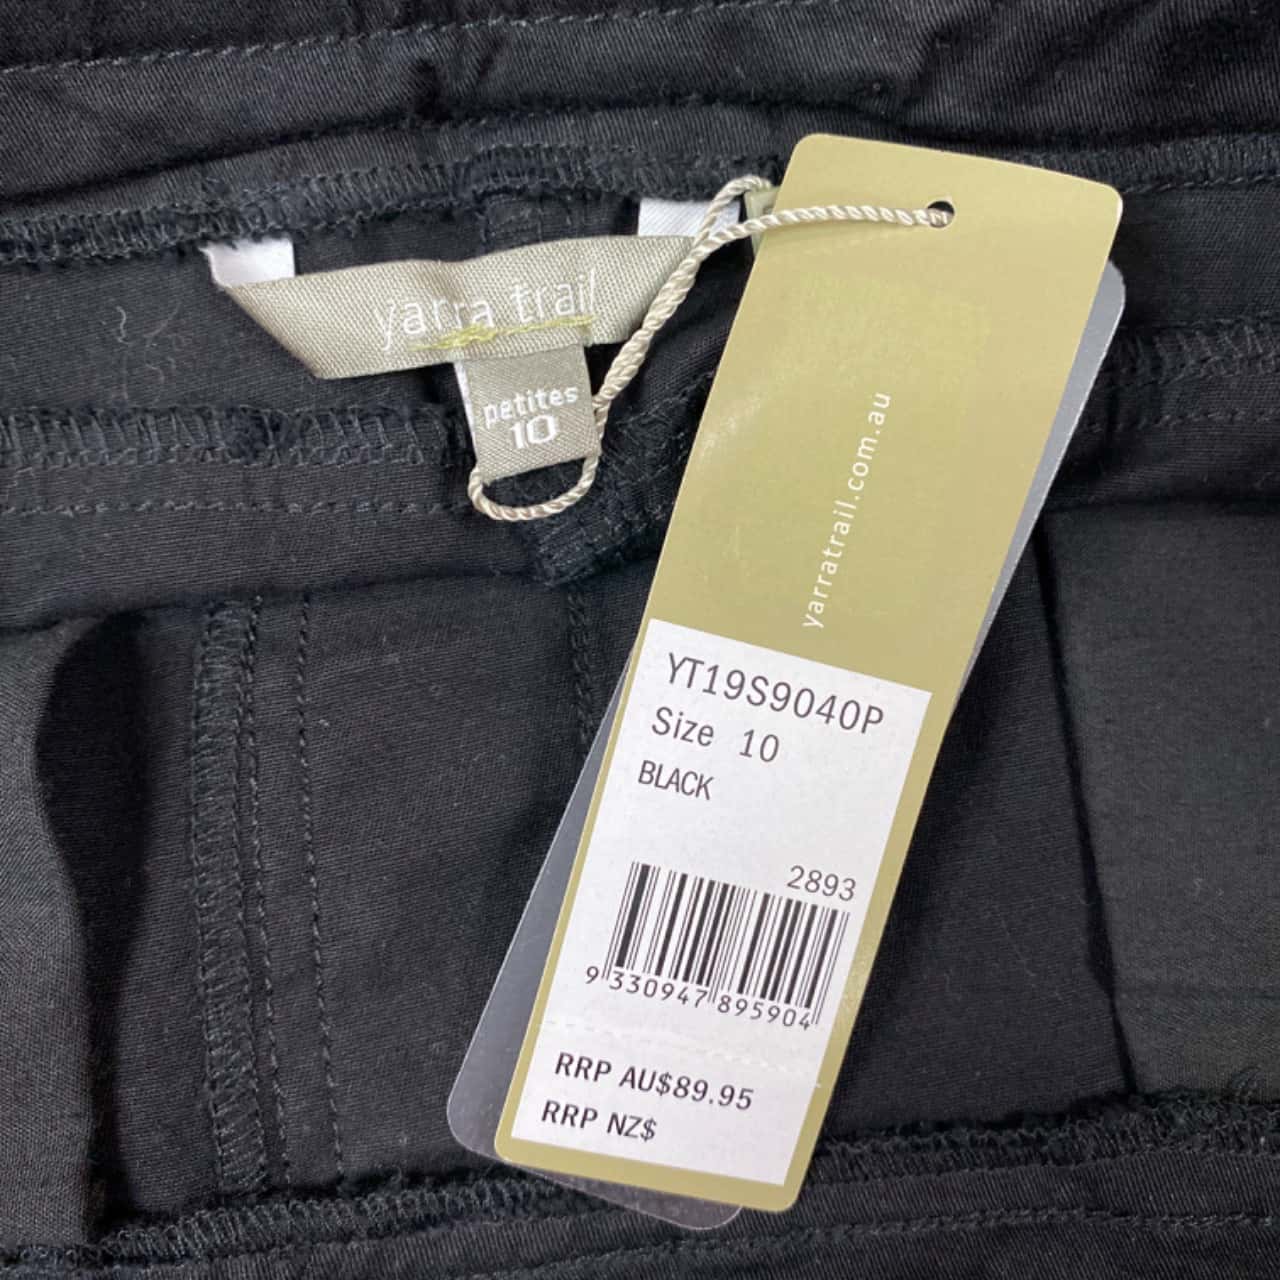 yarra trail
petites
10
yarratrail.com.au
YT19S9040P
Size 10
BLACK
2893
9 330947 895904
RRP AU$89.95
RRP NZ$